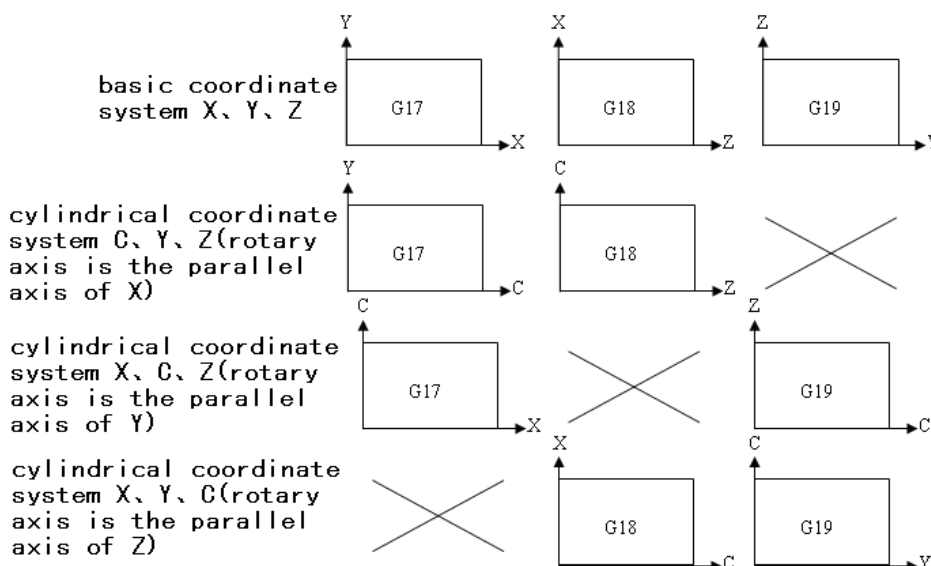 Y X Z
basic coordinate
system X、Y、Z
G17 G18 G19
X Z Y
Y C
cylindrical coordinate
system C、Y、Z(rotary
axis is the parallel
axis of X)
G17 G18
C Z
C Z
cylindrical coordinate
system X、C、Z(rotary
axis is the parallel
axis of Y)
G17 G19
X C
X C
cylindrical coordinate
system X、Y、C(rotary
axis is the parallel
axis of Z)
G18 G19
C Y